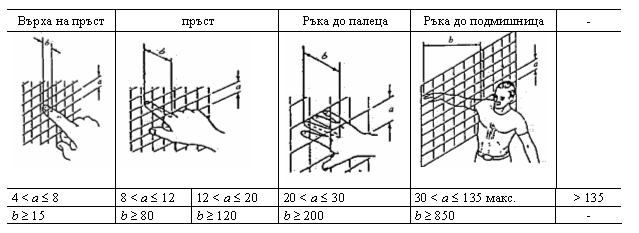 Върха на пръст пръст Ръка до палеца Ръка до подмишница -
b b b b
a a a a
4 < a ≤ 8 8 < a ≤ 12 12 < a ≤ 20 20 < a ≤ 30 30 < a ≤ 135 макс. > 135
b ≥ 15 b ≥ 80 b ≥ 120 b ≥ 200 b ≥ 850 -